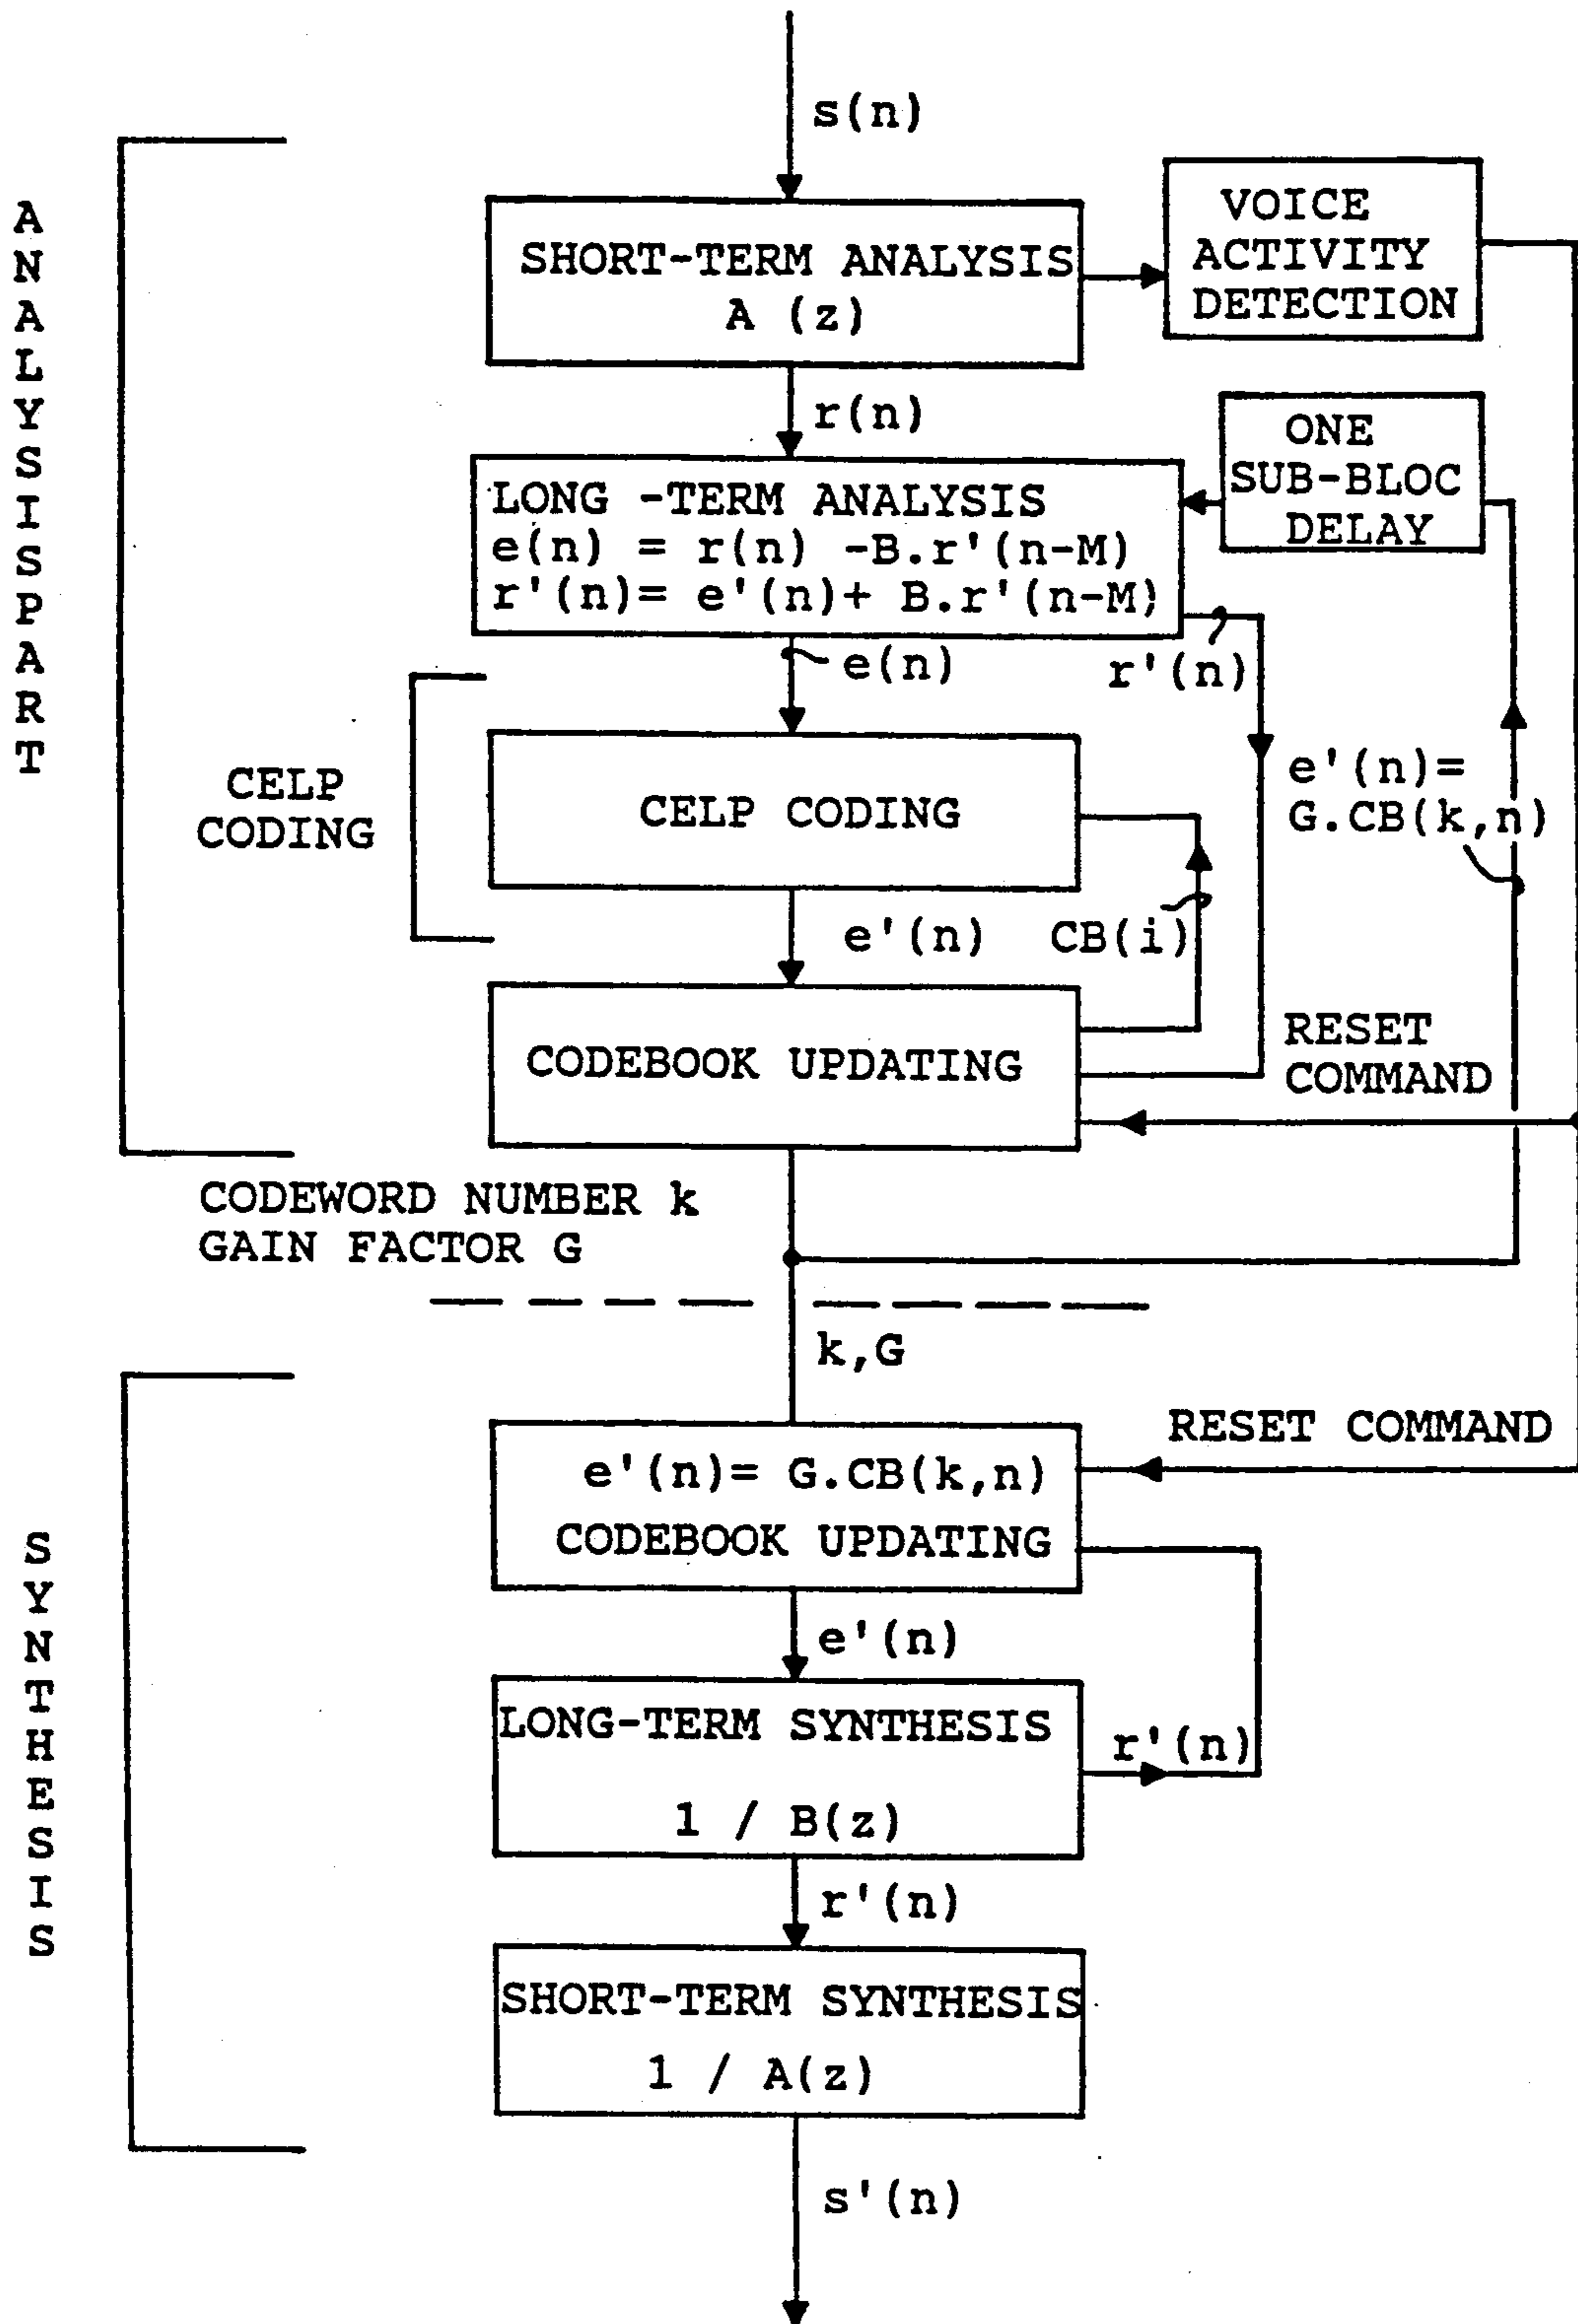 s(n)
ANALYSIS PART
SHORT-TERM ANALYSIS
A (z)
VOICE
ACTIVITY
DETECTION
r(n)
ONE
SUB-BLOC
DELAY
LONG -TERM ANALYSIS
e(n) = r(n) -B.r'(n-M)
r'(n)= e'(n)+ B.r'(n-M)
e(n)
r'(n)
CELP
CODING
CELP CODING
e'(n)=
G.CB(k,n)
e'(n)
CB(i)
CODEBOOK UPDATING
RESET
COMMAND
CODEWORD NUMBER k
GAIN FACTOR G
k,G
SYNTHESIS
RESET COMMAND
e'(n)= G.CB(k,n)
CODEBOOK UPDATING
e'(n)
LONG-TERM SYNTHESIS
1 / B(z)
r'(n)
r'(n)
SHORT-TERM SYNTHESIS
1 / A(z)
s'(n)